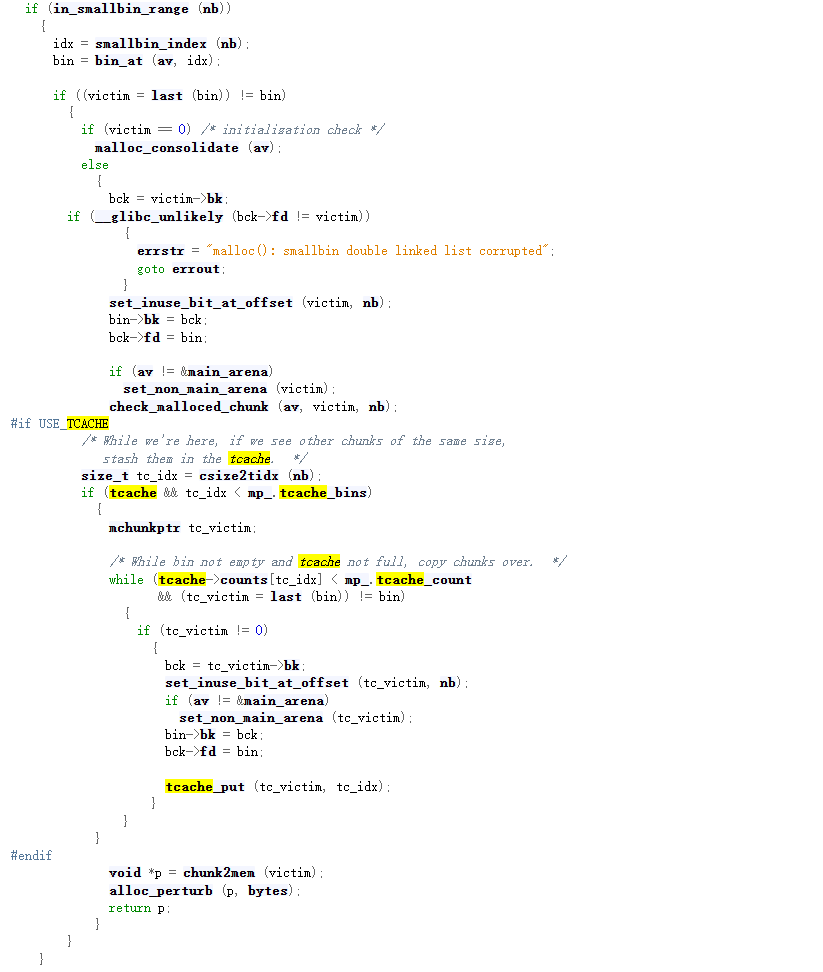 if (in_smallbin_range (nb))
{
idx = smallbin_index (nb);
bin = bin_at (av, idx);
if ((victim = last (bin)) != bin)
{
if (victim == 0) /* initialization check */
malloc_consolidate (av);
else
{
bck = victim->bk;
if (__glibc_unlikely (bck->fd != victim))
{
errstr = "malloc(): smallbin double linked list corrupted";
goto errout;
}
set_inuse_bit_at_offset (victim, nb);
bin->bk = bck;
bck->fd = bin;
if (av != &main_arena)
set_non_main_arena (victim);
check_malloced_chunk (av, victim, nb);
#if USE_TCACHE
/* While we're here, if we see other chunks of the same size,
stash them in the tcache.  */
size_t tc_idx = csize2tidx (nb);
if (tcache && tc_idx < mp_.tcache_bins)
{
mchunkptr tc_victim;
/* While bin not empty and tcache not full, copy chunks over.  */
while (tcache->counts[tc_idx] < mp_.tcache_count
&& (tc_victim = last (bin)) != bin)
{
if (tc_victim != 0)
{
bck = tc_victim->bk;
set_inuse_bit_at_offset (tc_victim, nb);
if (av != &main_arena)
set_non_main_arena (tc_victim);
bin->bk = bck;
bck->fd = bin;
tcache_put (tc_victim, tc_idx);
}
}
}
#endif
void *p = chunk2mem (victim);
alloc_perturb (p, bytes);
return p;
}
}
}